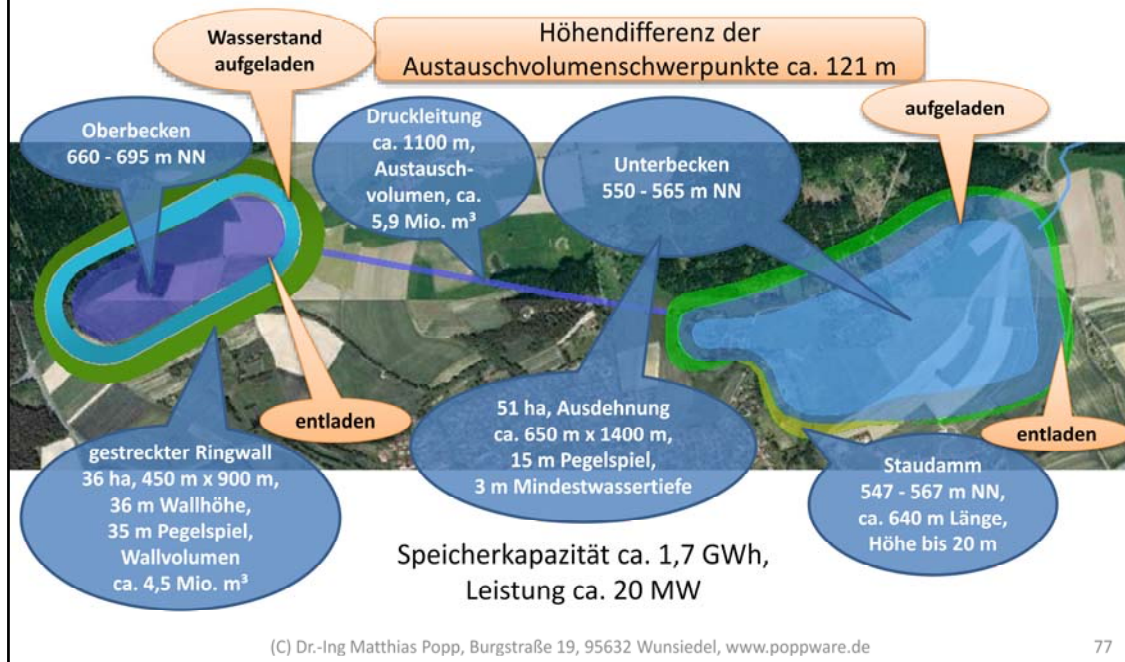 Wasserstand
aufgeladen
Höhendifferenz der
Austauschvolumenschwerpunkte ca. 121 m
Oberbecken
660 - 695 m NN
Druckleitung
ca. 1100 m,
Austausch-
volumen, ca.
5,9 Mio. m³
Unterbecken
550 - 565 m NN
aufgeladen
entladen
gestreckter Ringwall
36 ha, 450 m x 900 m,
36 m Wallhöhe,
35 m Pegelspiel,
Wallvolumen
ca. 4,5 Mio. m³
51 ha, Ausdehnung
ca. 650 m x 1400 m,
15 m Pegelspiel,
3 m Mindestwassertiefe
entladen
Staudamm
547 - 567 m NN,
ca. 640 m Länge,
Höhe bis 20 m
Speicherkapazität ca. 1,7 GWh,
Leistung ca. 20 MW
(C) Dr.-Ing Matthias Popp, Burgstraße 19, 95632 Wunsiedel, www.poppware.de
77